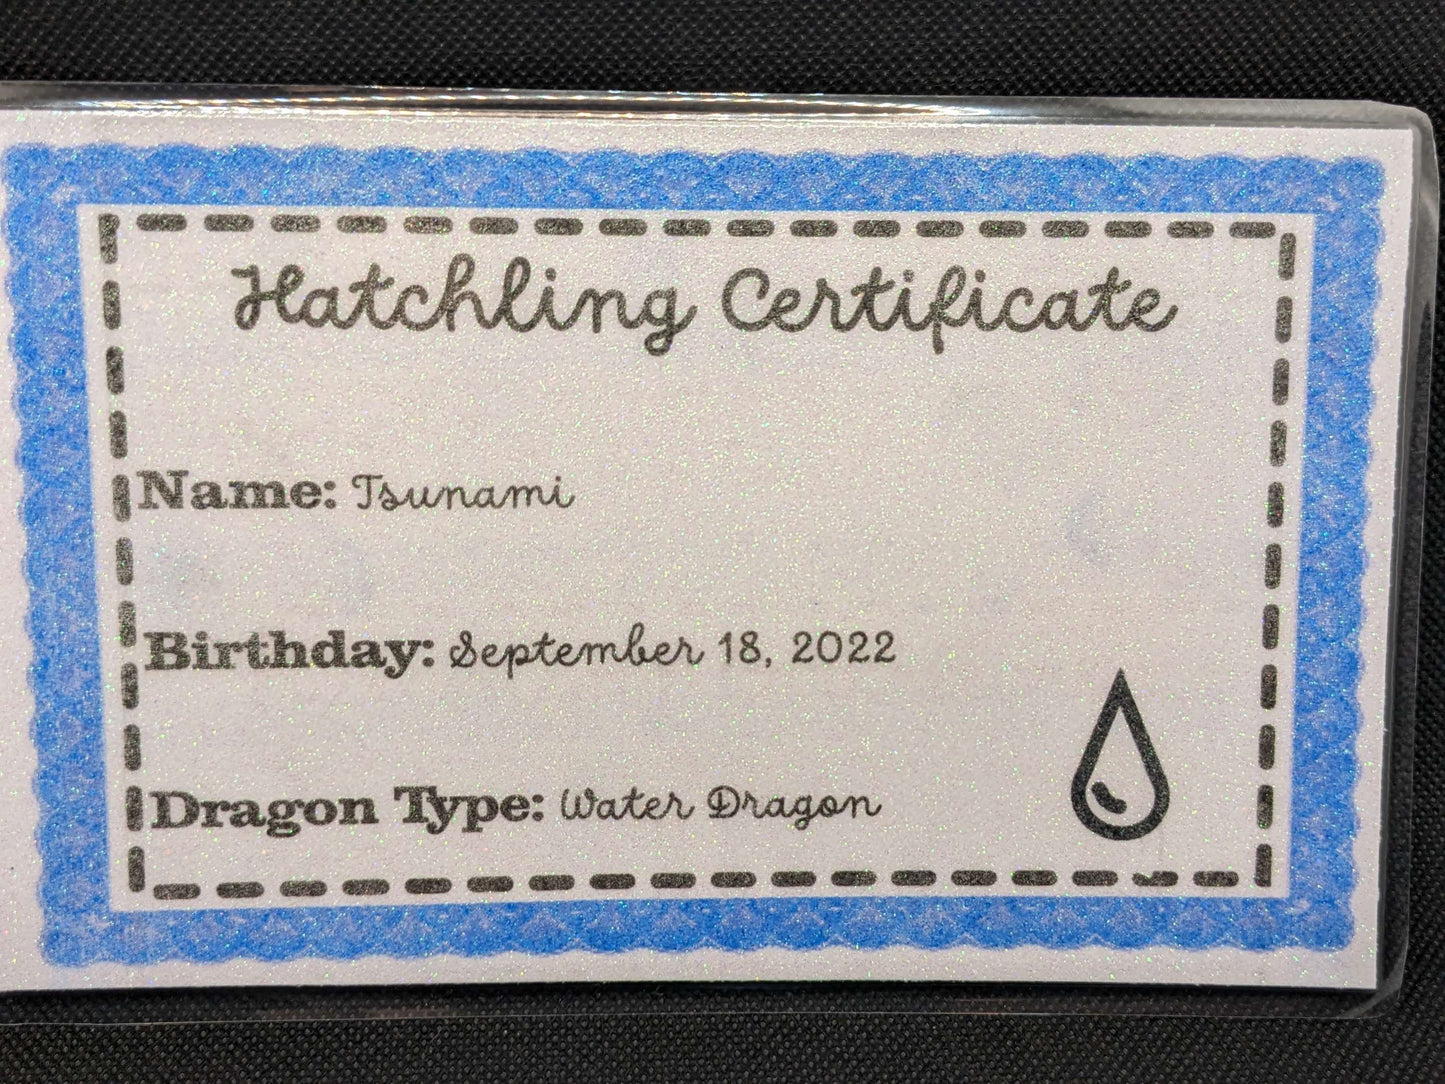 Hatchling Certificate
Name: Tsunami
Birthday: September 18, 2022
Dragon Type: Water Dragon